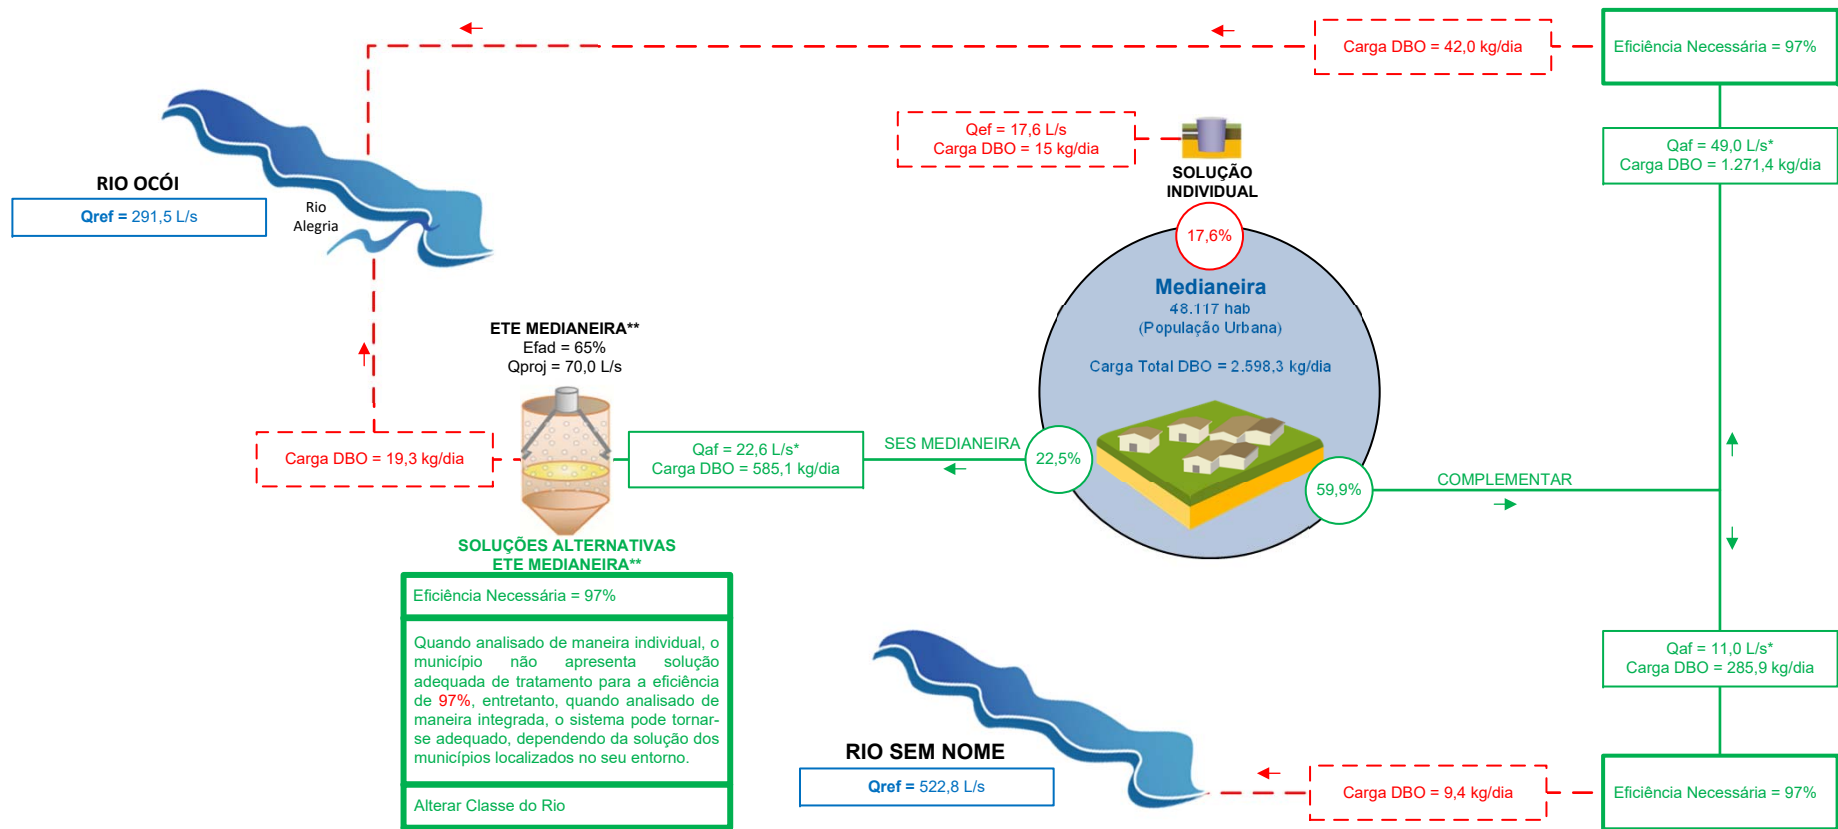 Carga DBO = 42,0 kg/dia
Eficiência Necessária = 97%
Qef = 17,6 L/s
Carga DBO = 15 kg/dia
SOLUÇÃO
INDIVIDUAL
17,6%
Qaf = 49,0 L/s*
Carga DBO = 1.271,4 kg/dia
RIO OCÓI
Qref = 291,5 L/s
Rio
Alegria
Medianeira
48.117 hab
(População Urbana)
Carga Total DBO = 2.598,3 kg/dia
ETE MEDIANEIRA**
Efad = 65%
Qproj = 70,0 L/s
Carga DBO = 19,3 kg/dia
Qaf = 22,6 L/s*
Carga DBO = 585,1 kg/dia
SES MEDIANEIRA
22,5%
59,9%
COMPLEMENTAR
SOLUÇÕES ALTERNATIVAS
ETE MEDIANEIRA**
Eficiência Necessária = 97%
Quando analisado de maneira individual, o
município não apresenta solução
adequada de tratamento para a eficiência
de 97%, entretanto, quando analisado de
maneira integrada, o sistema pode tornar-
se adequado, dependendo da solução dos
municípios localizados no seu entorno.
Alterar Classe do Rio
RIO SEM NOME
Qref = 522,8 L/s
Qaf = 11,0 L/s*
Carga DBO = 285,9 kg/dia
Carga DBO = 9,4 kg/dia
Eficiência Necessária = 97%